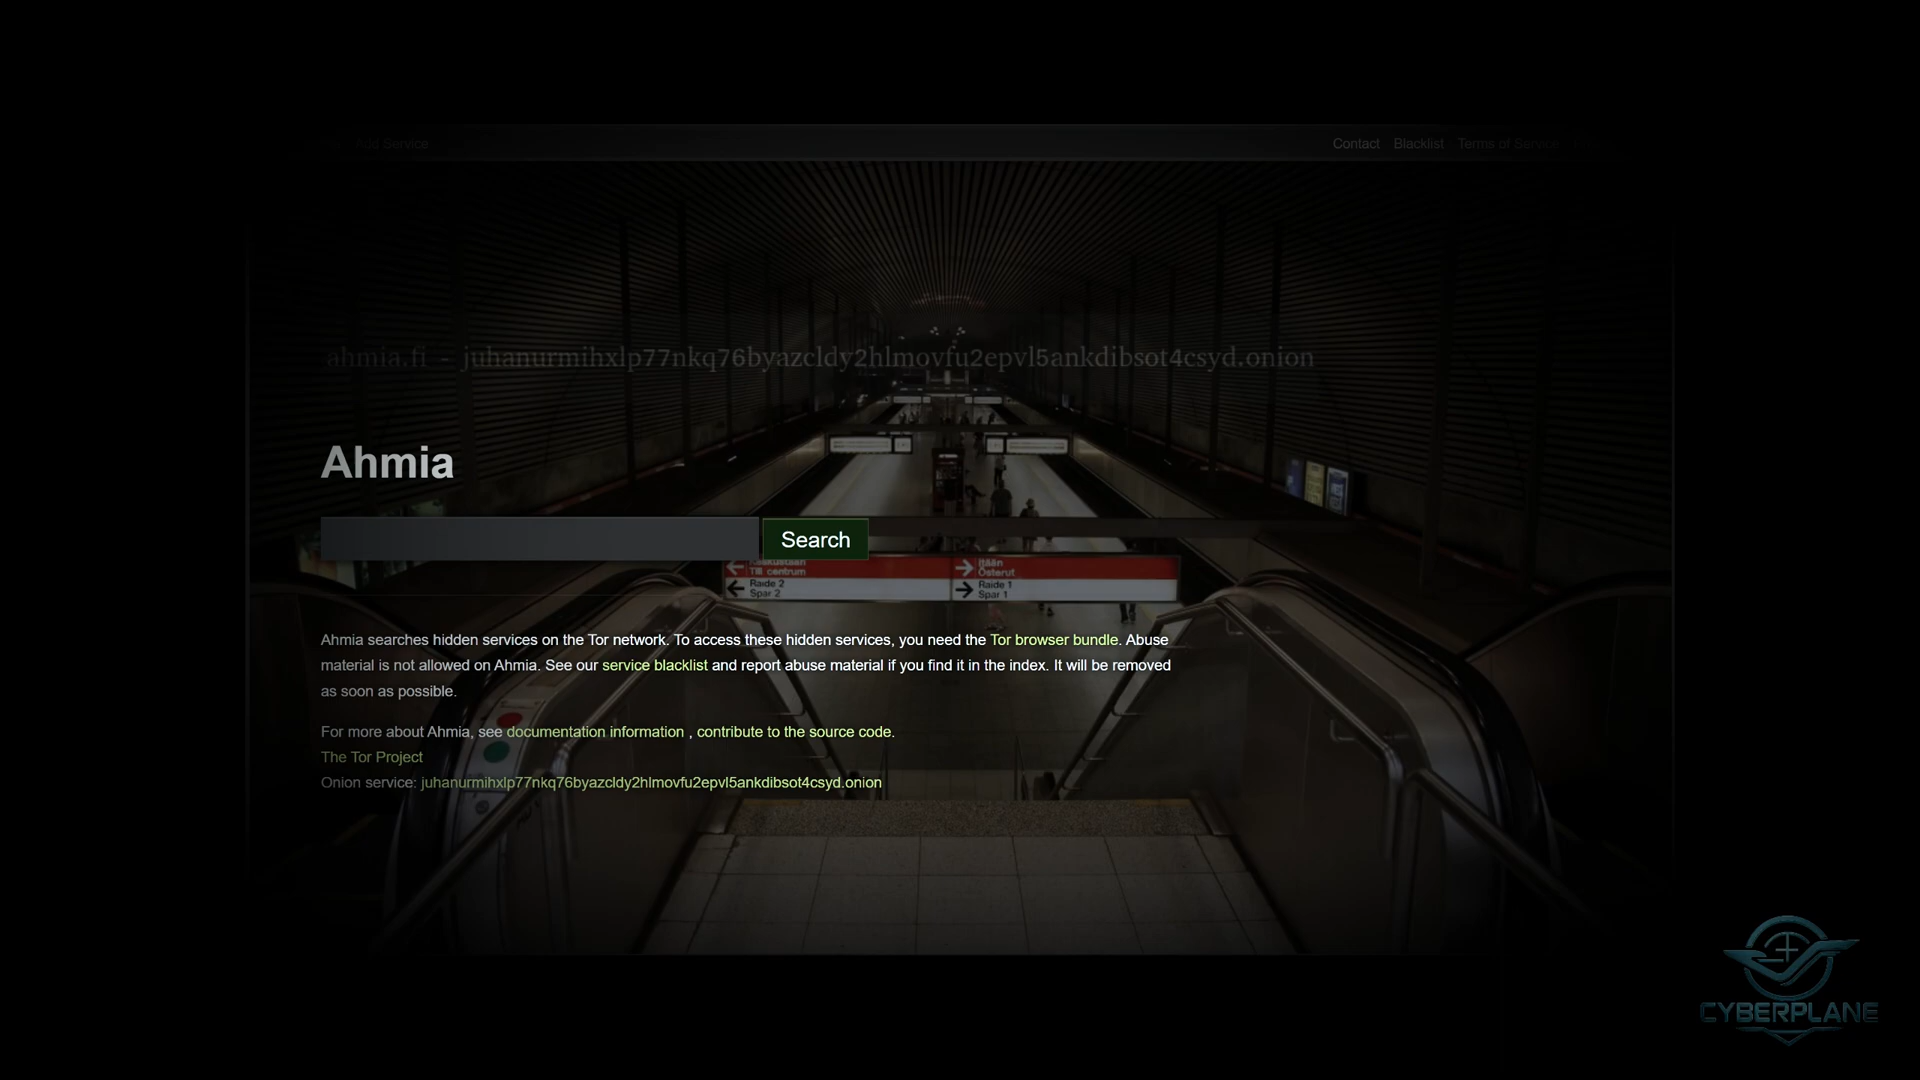 Add Service
Contact Blacklist Terms of Service
ahmia.fi - juhanurmihxlp77nkq76byazcldy2hlmovfu2epvl5ankdibsot4csyd.onion
Ahmia
Search
Till centrum
Itään
Österut
Raide 2
Spar 2
Raide 1
Spar 1
Ahmia searches hidden services on the Tor network. To access these hidden services, you need the Tor browser bundle. Abuse
material is not allowed on Ahmia. See our service blacklist and report abuse material if you find it in the index. It will be removed
as soon as possible.
For more about Ahmia, see documentation information , contribute to the source code.
The Tor Project
Onion service: juhanurmihxlp77nkq76byazcldy2hlmovfu2epvl5ankdibsot4csyd.onion
CYBERPLANE